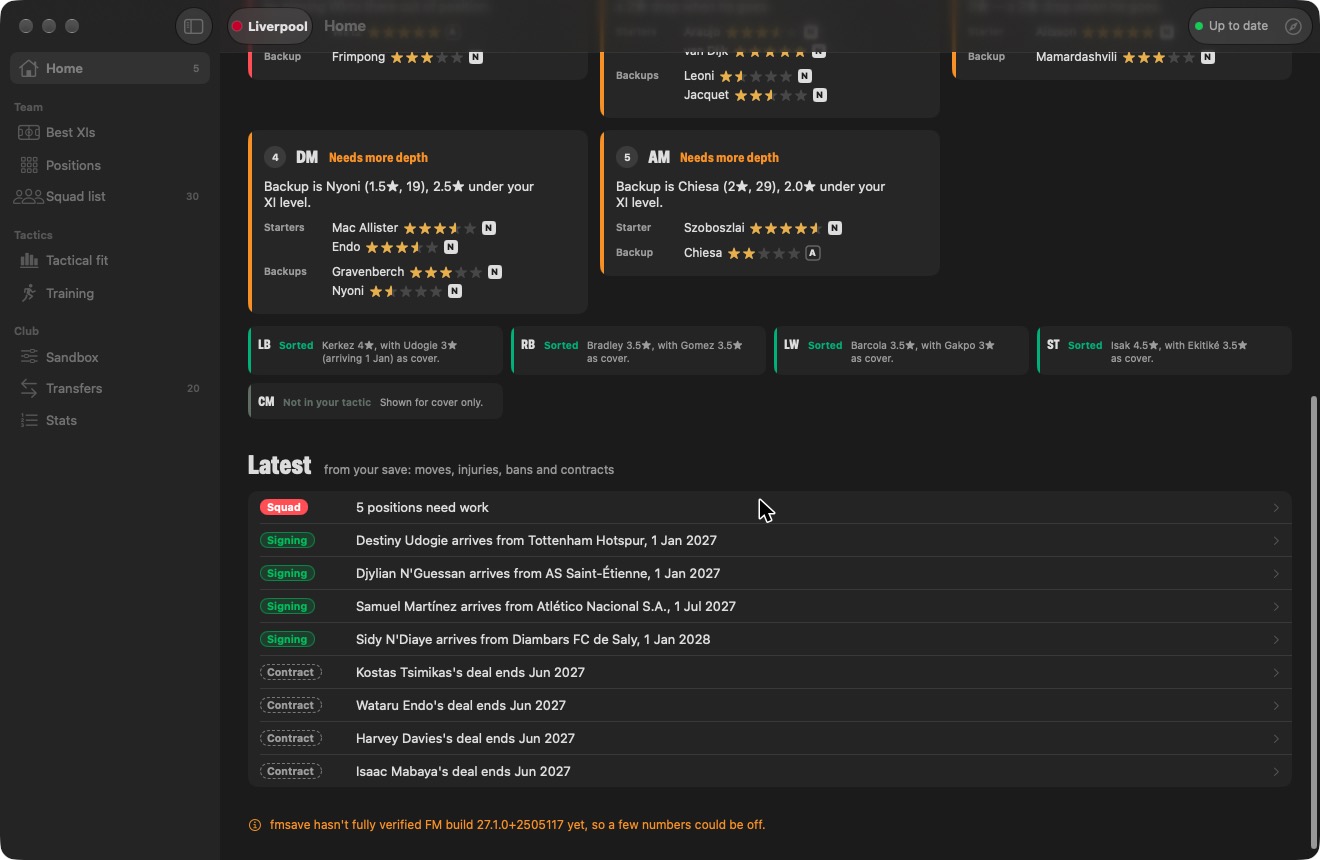 Liverpool
Home
Up to date
Home 5
Team
Best XIs
Positions
Squad list 30
Tactics
Tactical fit
Training
Club
Sandbox
Transfers 20
Stats
Backup Frimpong N
van Dijk N
Backups Leoni N
Jacquet N
Backup Mamardashvili N
4 DM Needs more depth
Backup is Nyoni (1.5★, 19), 2.5★ under your
XI level.
Starters Mac Allister N
Endo N
Backups Gravenberch N
Nyoni N
5 AM Needs more depth
Backup is Chiesa (2★, 29), 2.0★ under your
XI level.
Starter Szoboszlai N
Backup Chiesa A
LB Sorted Kerkez 4★, with Udogie 3★
(arriving 1 Jan) as cover.
RB Sorted Bradley 3.5★, with Gomez 3.5★
as cover.
LW Sorted Barcola 3.5★, with Gakpo 3★
as cover.
ST Sorted Isak 4.5★, with Ekitiké 3.5★
as cover.
CM Not in your tactic Shown for cover only.
Latest from your save: moves, injuries, bans and contracts
Squad 5 positions need work
Signing Destiny Udogie arrives from Tottenham Hotspur, 1 Jan 2027
Signing Djylian N'Guessan arrives from AS Saint-Étienne, 1 Jan 2027
Signing Samuel Martínez arrives from Atlético Nacional S.A., 1 Jul 2027
Signing Sidy N'Diaye arrives from Diambars FC de Saly, 1 Jan 2028
Contract Kostas Tsimikas's deal ends Jun 2027
Contract Wataru Endo's deal ends Jun 2027
Contract Harvey Davies's deal ends Jun 2027
Contract Isaac Mabaya's deal ends Jun 2027
fmsave hasn't fully verified FM build 27.1.0+2505117 yet, so a few numbers could be off.